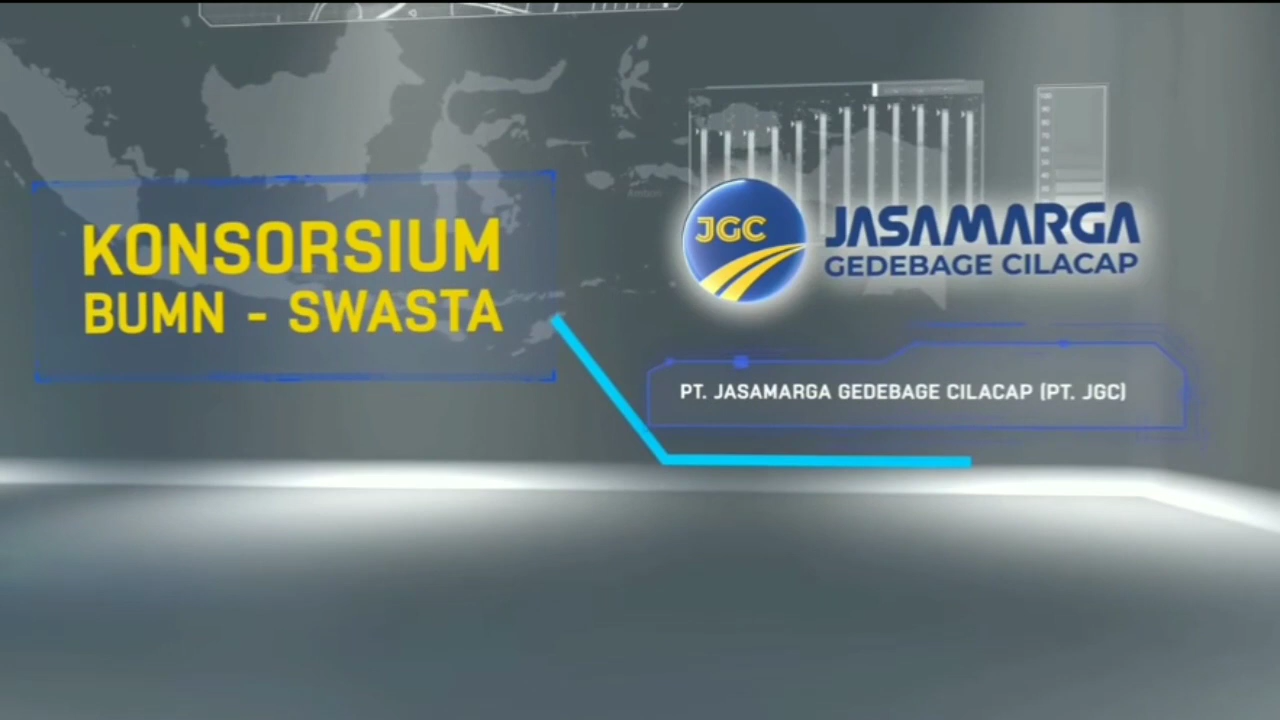 KONSORSIUM
BUMN - SWASTA
JGC
JASAMARGA
GEDEBAGE CILACAP
PT. JASAMARGA GEDEBAGE CILACAP (PT. JGC)